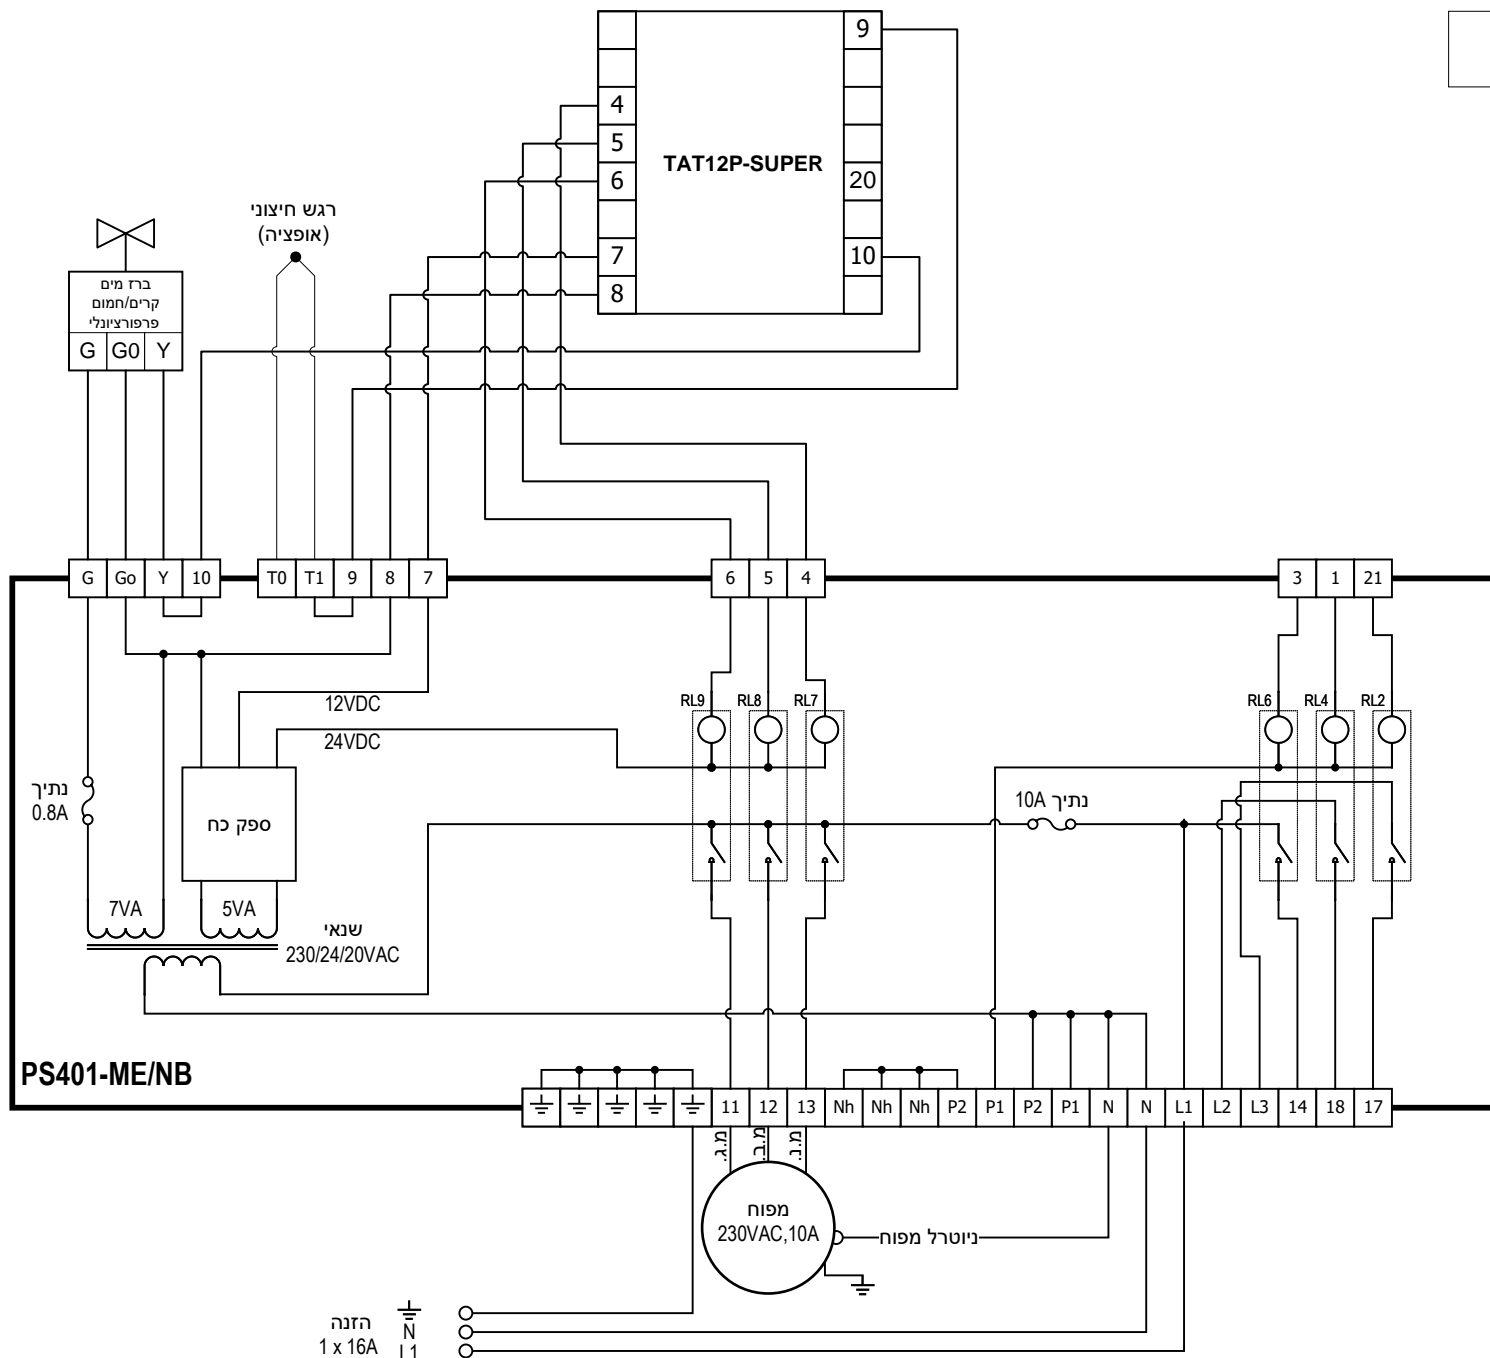 9
4
5
TAT12P-SUPER
6
20
7
10
8
רגש חיצוני
(אופציה)
ברז מים
קרים/חמום
פרפורציונלי
G G0 Y
G Go Y 10 T0 T1 9 8 7 6 5 4 3 1 21
12VDC
24VDC
RL9 RL8 RL7 RL6 RL4 RL2
נתיך
0.8A
ספק כח
נתיך 10A
7VA 5VA
שנאי
230/24/20VAC
PS401-ME/NB
11 12 13 Nh Nh Nh P2 P1 P2 P1 N N L1 L2 L3 14 18 17
מ.ג. מ.ב. מ.נ.
מפוח
230VAC,10A
ניוטרל מפוח
הזנה
1 x 16A
N
L1